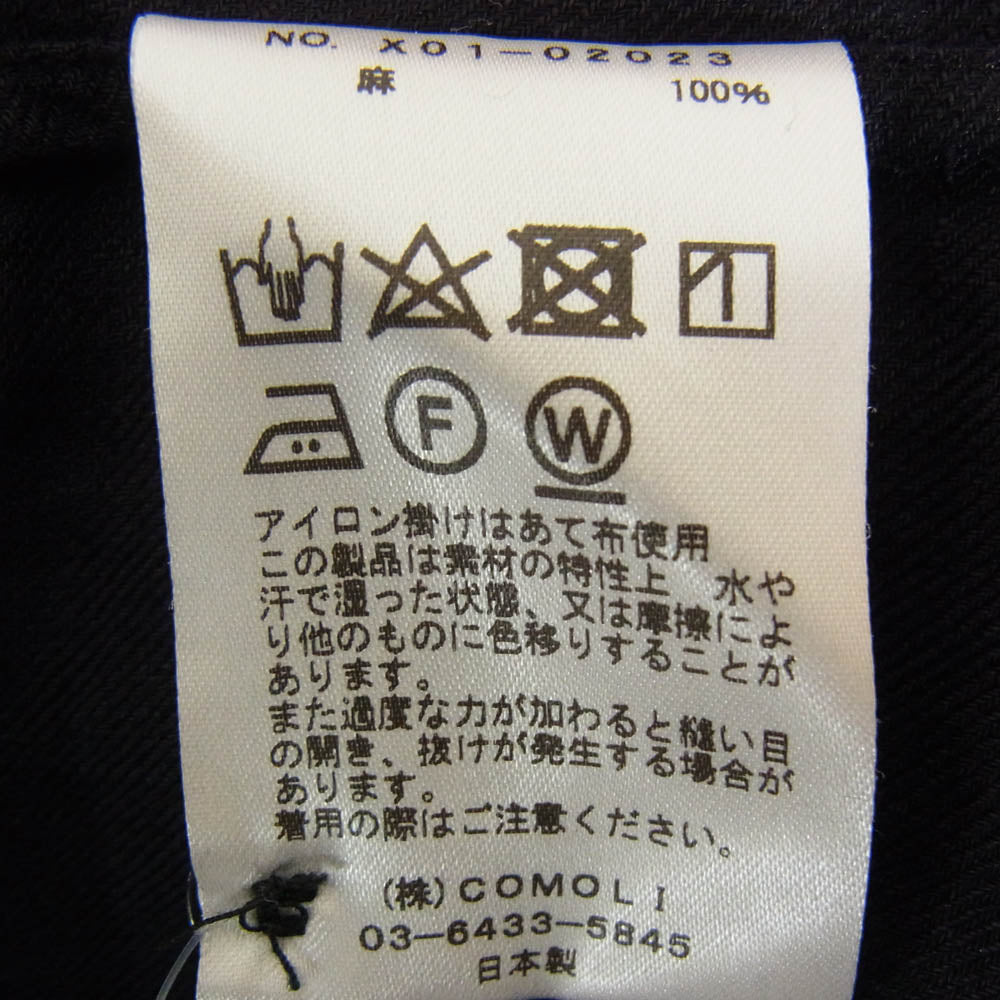 NO. X01-02023
麻 100%
F W
アイロン掛けはあて布使用
この製品は素材の特性上 水や
汗で湿った状態、又は摩擦によ
り他のものに色移りすることが
あります。
また過度な力が加わると縫い目
の開き、抜けが発生する場合が
あります。
着用の際はご注意ください。
(株)COMOLI
03-6433-5845
日本製